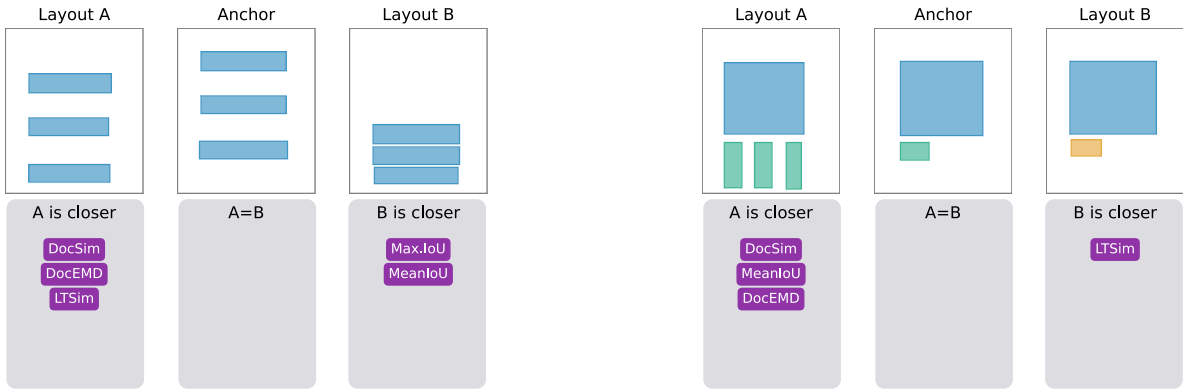 Layout A
Anchor
Layout B
A is closer
A=B
B is closer
DocSim
DocEMD
LTSim
Max.IoU
MeanIoU
Layout A
Anchor
Layout B
A is closer
A=B
B is closer
DocSim
MeanIoU
DocEMD
LTSim